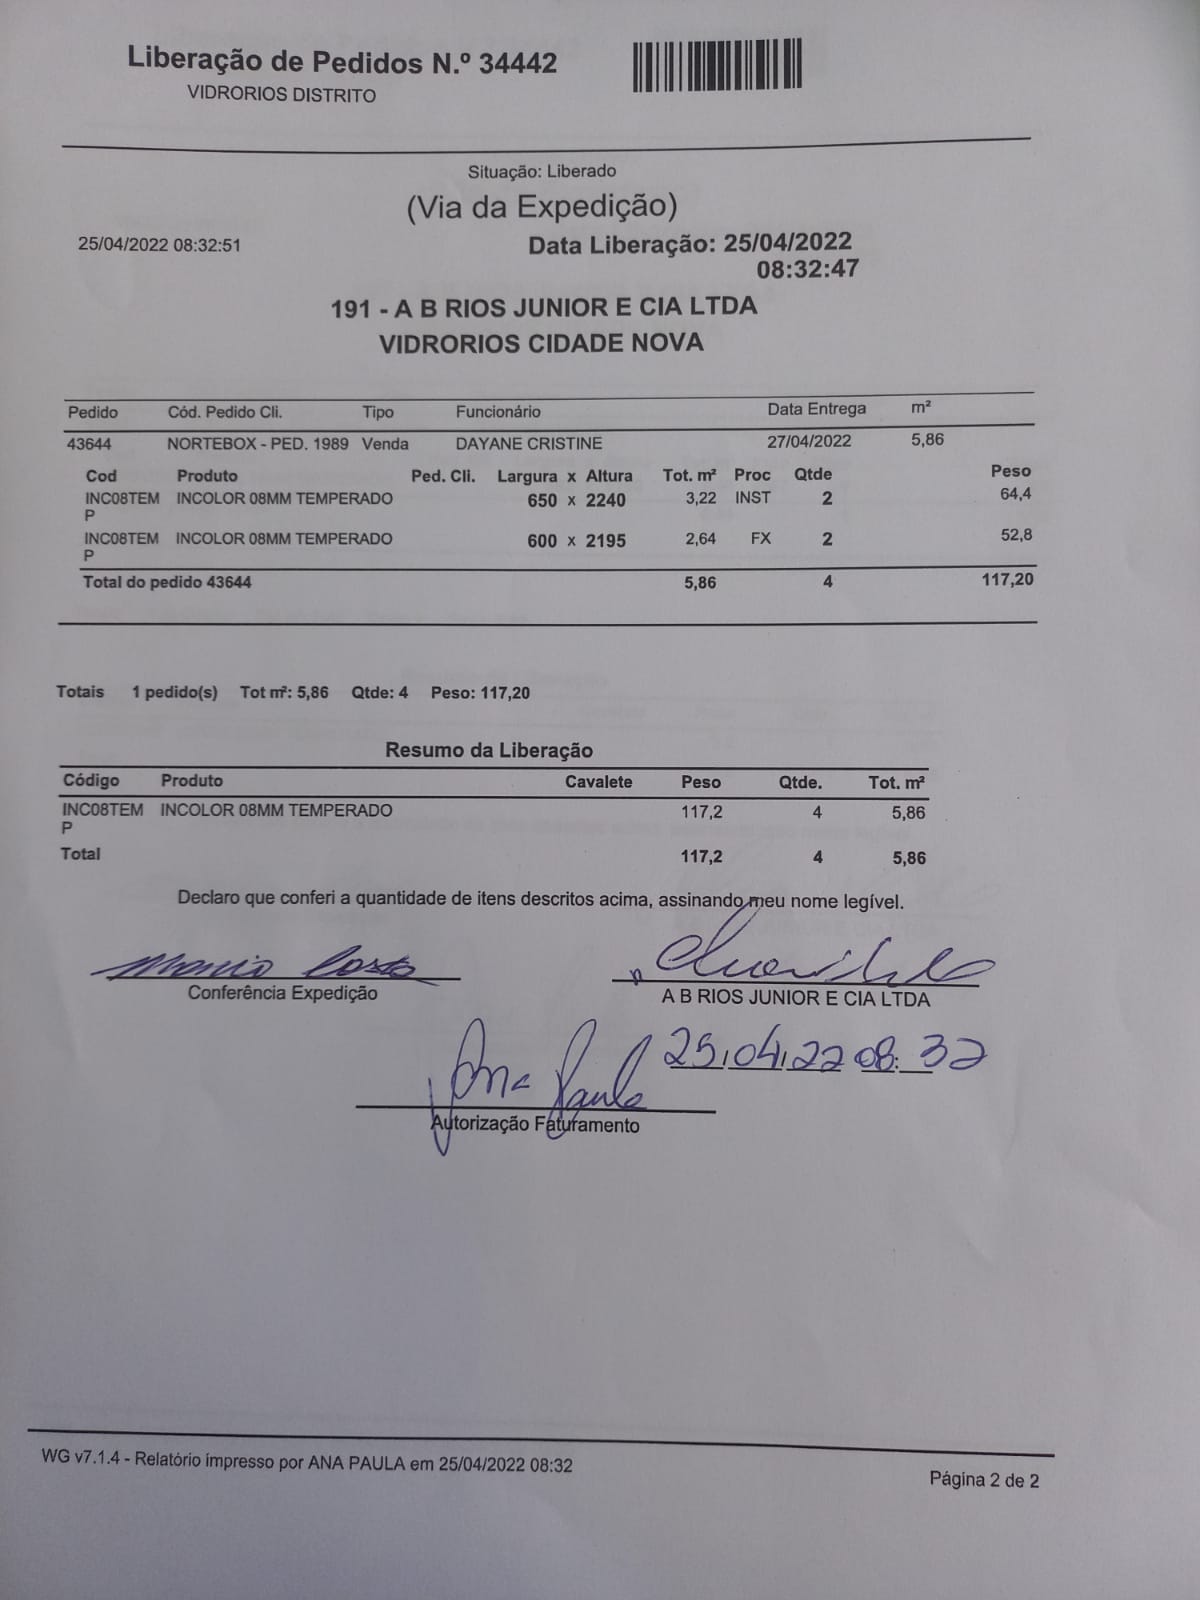 Liberação de Pedidos N.º 34442
VIDRORIOS DISTRITO
Situação: Liberado
(Via da Expedição)
25/04/2022 08:32:51 Data Liberação: 25/04/2022
08:32:47
191 - A B RIOS JUNIOR E CIA LTDA
VIDRORIOS CIDADE NOVA
Pedido Cód. Pedido Cli. Tipo Funcionário Data Entrega m²
43644 NORTEBOX - PED. 1989 Venda DAYANE CRISTINE 27/04/2022 5,86
Cod Produto Ped. Cli. Largura x Altura Tot. m² Proc Qtde Peso
INC08TEM INCOLOR 08MM TEMPERADO 650 x 2240 3,22 INST 2 64,4
P
INC08TEM INCOLOR 08MM TEMPERADO 600 x 2195 2,64 FX 2 52,8
P
Total do pedido 43644 5,86 4 117,20
Totais 1 pedido(s) Tot m²: 5,86 Qtde: 4 Peso: 117,20
Resumo da Liberação
Código Produto Cavalete Peso Qtde. Tot. m²
INC08TEM INCOLOR 08MM TEMPERADO 117,2 4 5,86
P
Total 117,2 4 5,86
Declaro que conferi a quantidade de itens descritos acima, assinando meu nome legível.
Costa
Conferência Expedição A B RIOS JUNIOR E CIA LTDA
Ana Paula 25/04/22 08:32
Autorização Faturamento
WG v7.1.4 - Relatório impresso por ANA PAULA em 25/04/2022 08:32
Página 2 de 2